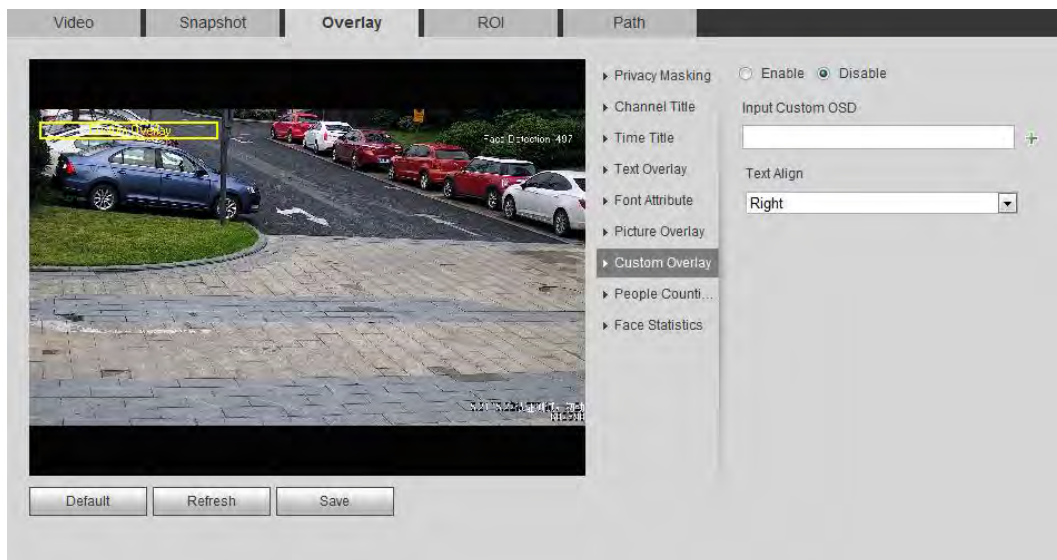 Video
Snapshot
Overlay
ROI
Path
Custom Overlay
Face Detection 497
Privacy Masking
Channel Title
Time Title
Text Overlay
Font Attribute
Picture Overlay
Custom Overlay
People Counti...
Face Statistics
Enable
Disable
Input Custom OSD
Text Align
Right
Default
Refresh
Save